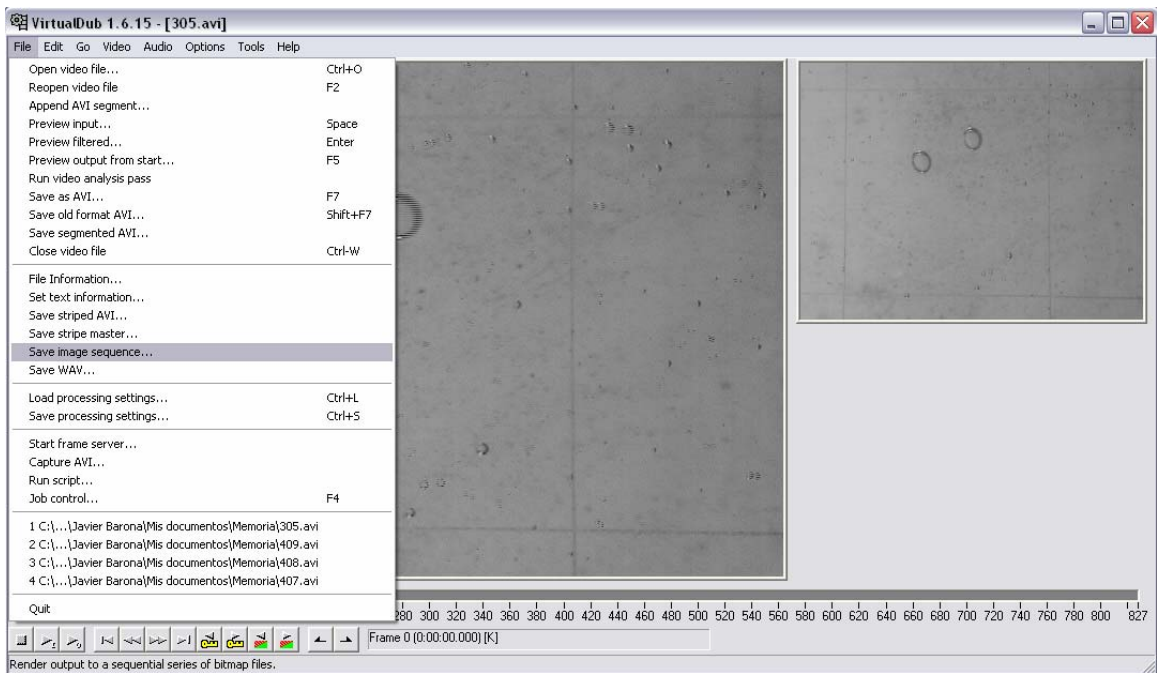 VirtualDub 1.6.15 - [305.avi]
File Edit Go Video Audio Options Tools Help
Open video file... Ctrl+O
Reopen video file F2
Append AVI segment...
Preview input... Space
Preview filtered... Enter
Preview output from start... F5
Run video analysis pass
Save as AVI... F7
Save old format AVI... Shift+F7
Save segmented AVI...
Close video file Ctrl-W
File Information...
Set text information...
Save striped AVI...
Save stripe master...
Save image sequence...
Save WAV...
Load processing settings... Ctrl+L
Save processing settings... Ctrl+S
Start frame server...
Capture AVI...
Run script...
Job control... F4
1 C:\...\Javier Barona\Mis documentos\Memoria\305.avi
2 C:\...\Javier Barona\Mis documentos\Memoria\409.avi
3 C:\...\Javier Barona\Mis documentos\Memoria\408.avi
4 C:\...\Javier Barona\Mis documentos\Memoria\407.avi
Quit
280 300 320 340 360 380 400 420 440 460 480 500 520 540 560 580 600 620 640 660 680 700 720 740 760 780 800 827
Frame 0 (0:00:00.000) [K]
Render output to a sequential series of bitmap files.